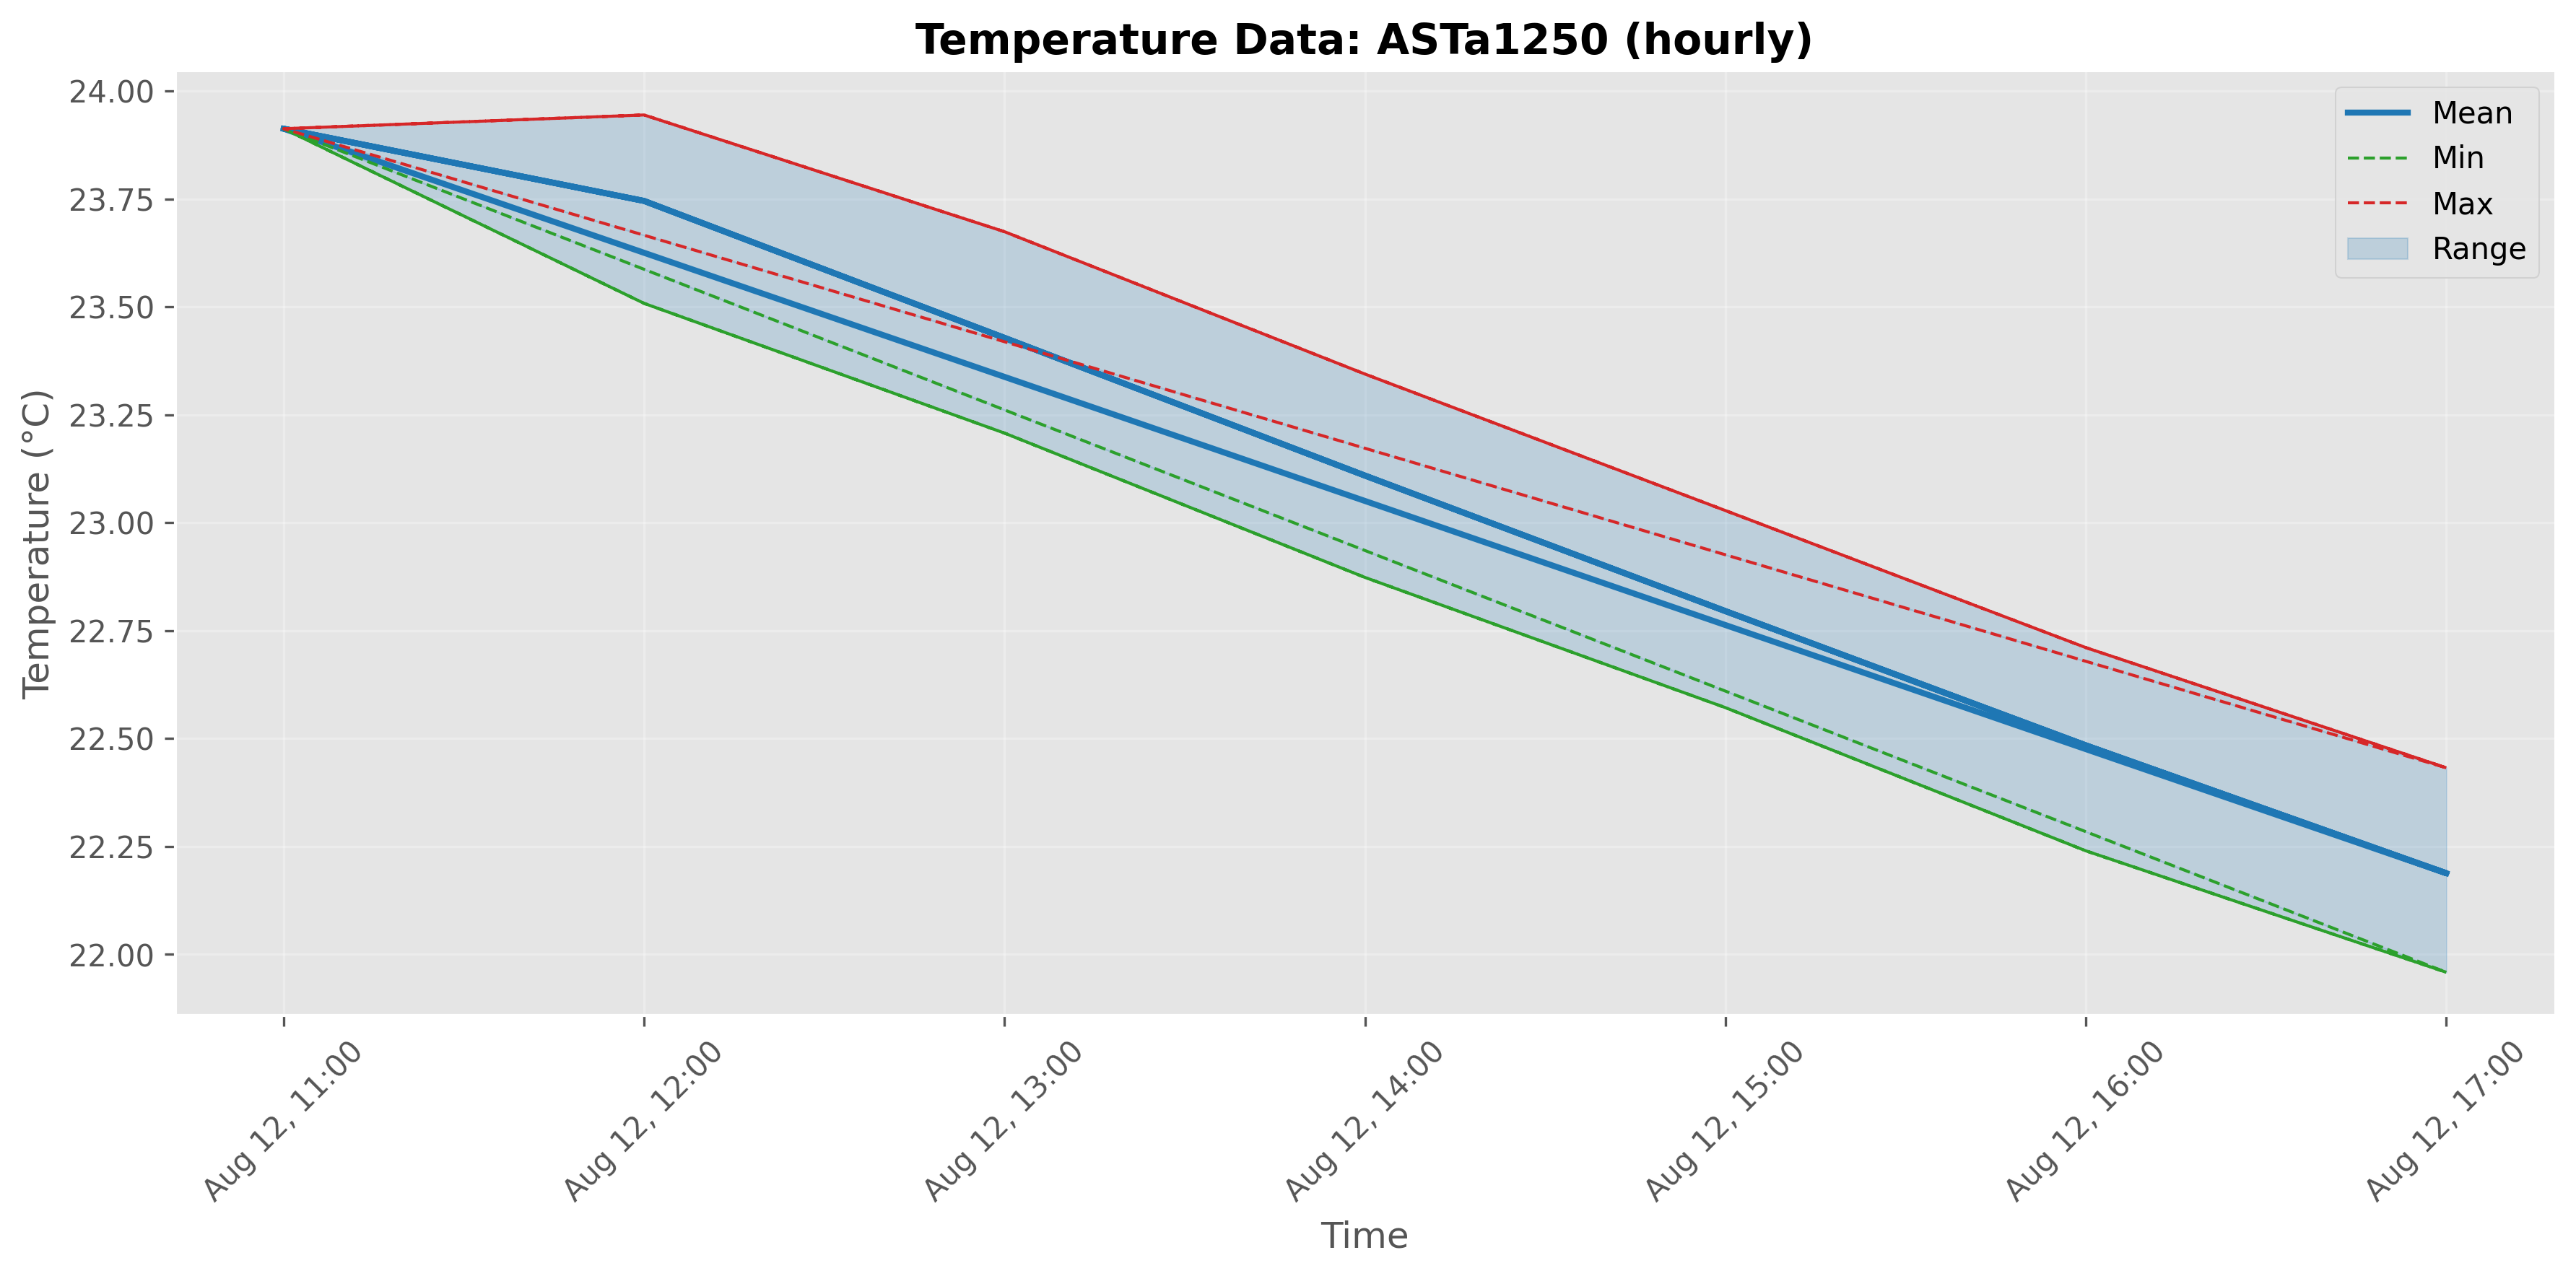 Temperature Data: ASTa1250 (hourly)
Temperature (°C)
24.00
23.75
23.50
23.25
23.00
22.75
22.50
22.25
22.00
Mean
Min
Max
Range
Aug 12, 11:00
Aug 12, 12:00
Aug 12, 13:00
Aug 12, 14:00
Aug 12, 15:00
Aug 12, 16:00
Aug 12, 17:00
Time